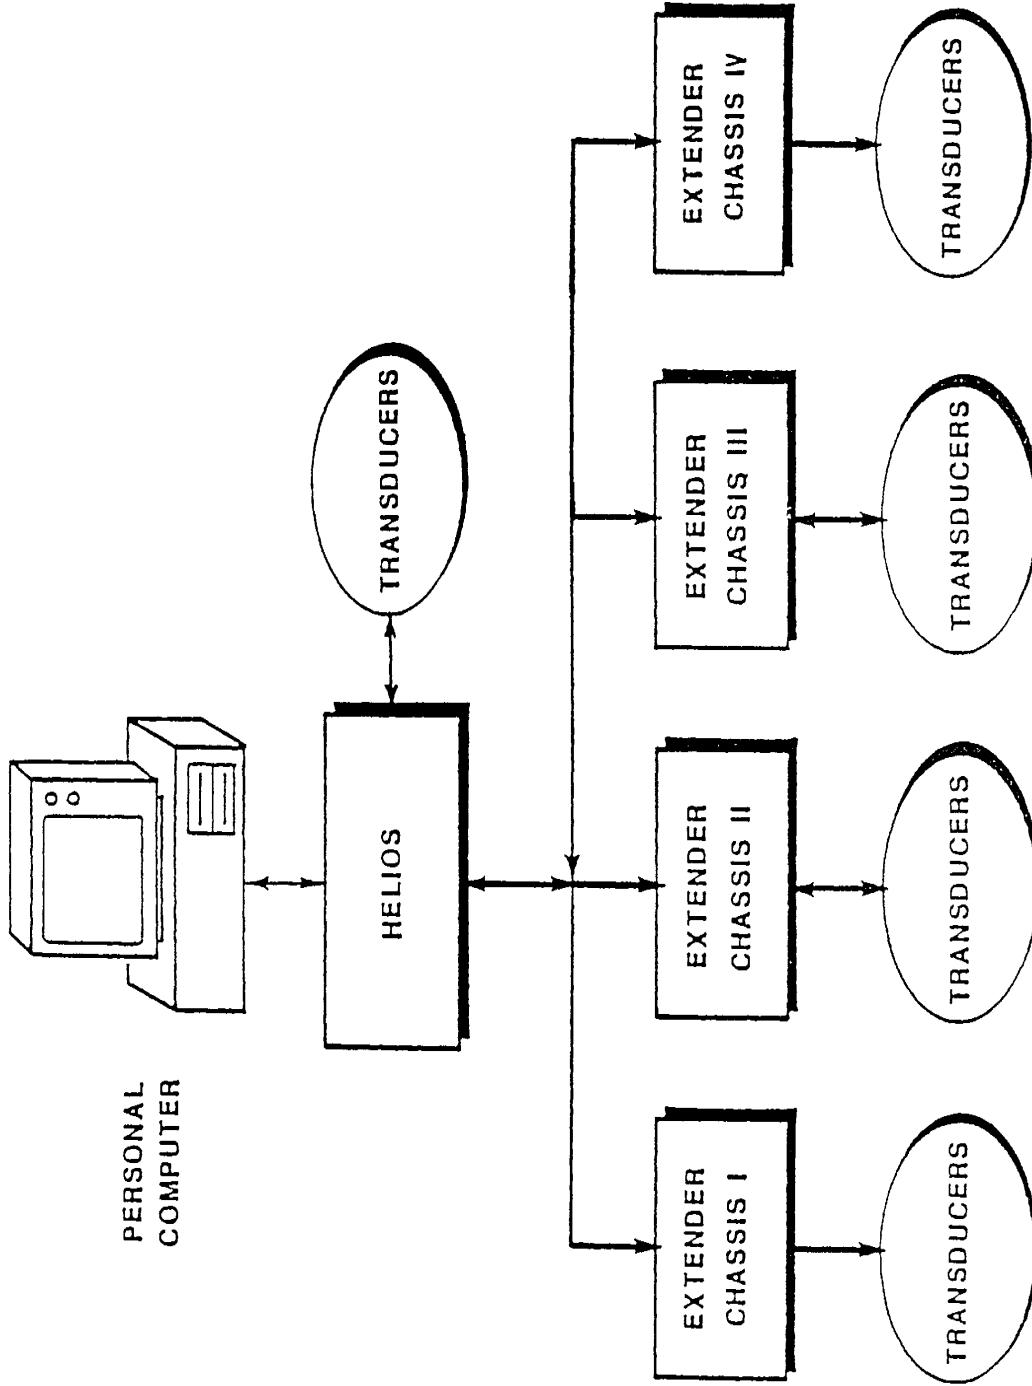 PERSONAL
COMPUTER
HELIOS
TRANSDUCERS
EXTENDER
CHASSIS I
EXTENDER
CHASSIS II
EXTENDER
CHASSIS III
EXTENDER
CHASSIS IV
TRANSDUCERS
TRANSDUCERS
TRANSDUCERS
TRANSDUCERS